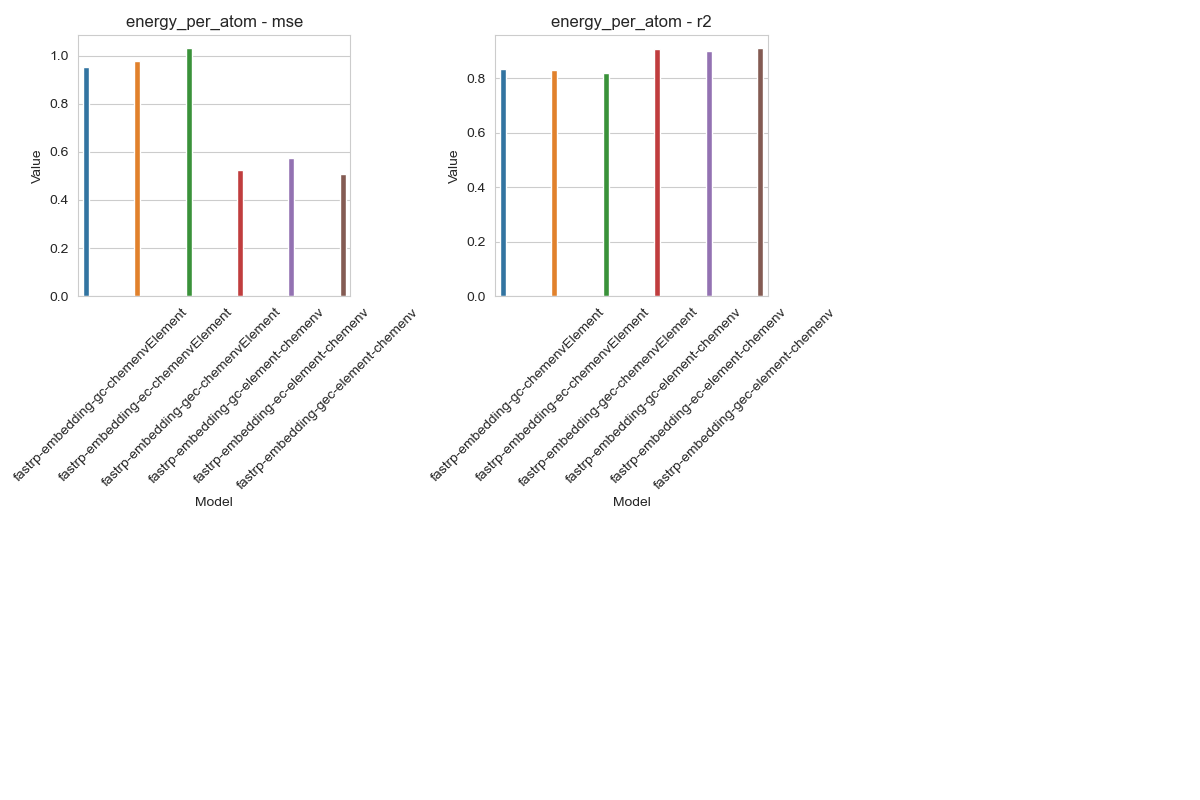 energy_per_atom - mse
1.0
0.8
0.6
0.4
0.2
0.0
Value
fastrp-embedding-gc-chemenvElement
fastrp-embedding-ec-chemenvElement
fastrp-embedding-gec-chemenvElement
fastrp-embedding-gc-element-chemenv
fastrp-embedding-ec-element-chemenv
fastrp-embedding-gec-element-chemenv
Model
energy_per_atom - r2
0.8
0.6
0.4
0.2
0.0
Value
fastrp-embedding-gc-chemenvElement
fastrp-embedding-ec-chemenvElement
fastrp-embedding-gec-chemenvElement
fastrp-embedding-gc-element-chemenv
fastrp-embedding-ec-element-chemenv
fastrp-embedding-gec-element-chemenv
Model